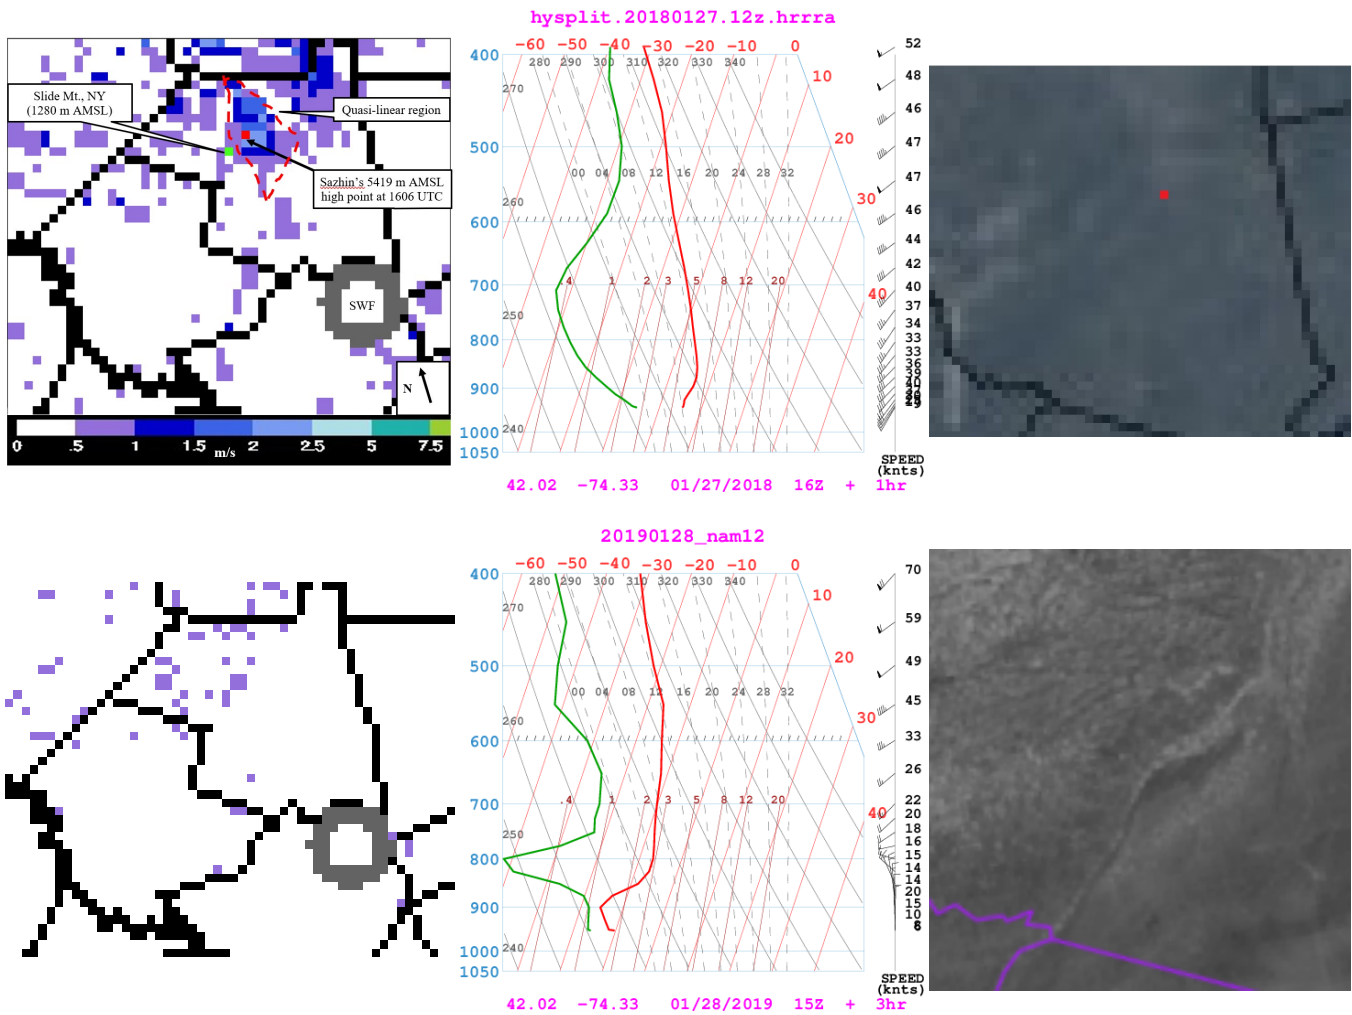 hysplit.20180127.12z.hrrra
Slide Mt., NY
(1280 m AMSL)
Quasi-linear region
Sazhin's 5419 m AMSL
high point at 1606 UTC
SWF
N
0 .5 1 1.5 2 2.5 5 7.5
m/s
-60 -50 -40 -30 -20 -10 0
280 290 300 310 320 330 340
10
20
30
40
270
260
250
240
400
500
600
700
800
900
1000
1050
00 04 08 12 16 20 24 28 32
.4 1 2 3 5 8 12 20
52
48
46
47
47
46
44
42
40
37
34
33
33
36
39
40
SPEED
(knts)
42.02 -74.33 01/27/2018 16Z + 1hr
20190128_nam12
-60 -50 -40 -30 -20 -10 0
280 290 300 310 320 330 340
10
20
30
40
270
260
250
240
400
500
600
700
800
900
1000
1050
00 04 08 12 16 20 24 28 32
.4 1 2 3 5 8 12 20
70
59
49
45
33
26
22
20
18
16
15
14
14
20
15
10
SPEED
(knts)
42.02 -74.33 01/28/2019 15Z + 3hr